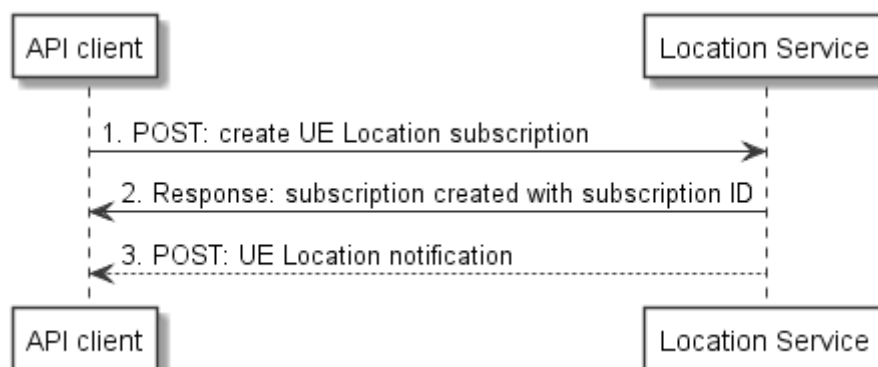 API client
Location Service
1. POST: create UE Location subscription
2. Response: subscription created with subscription ID
3. POST: UE Location notification
API client
Location Service